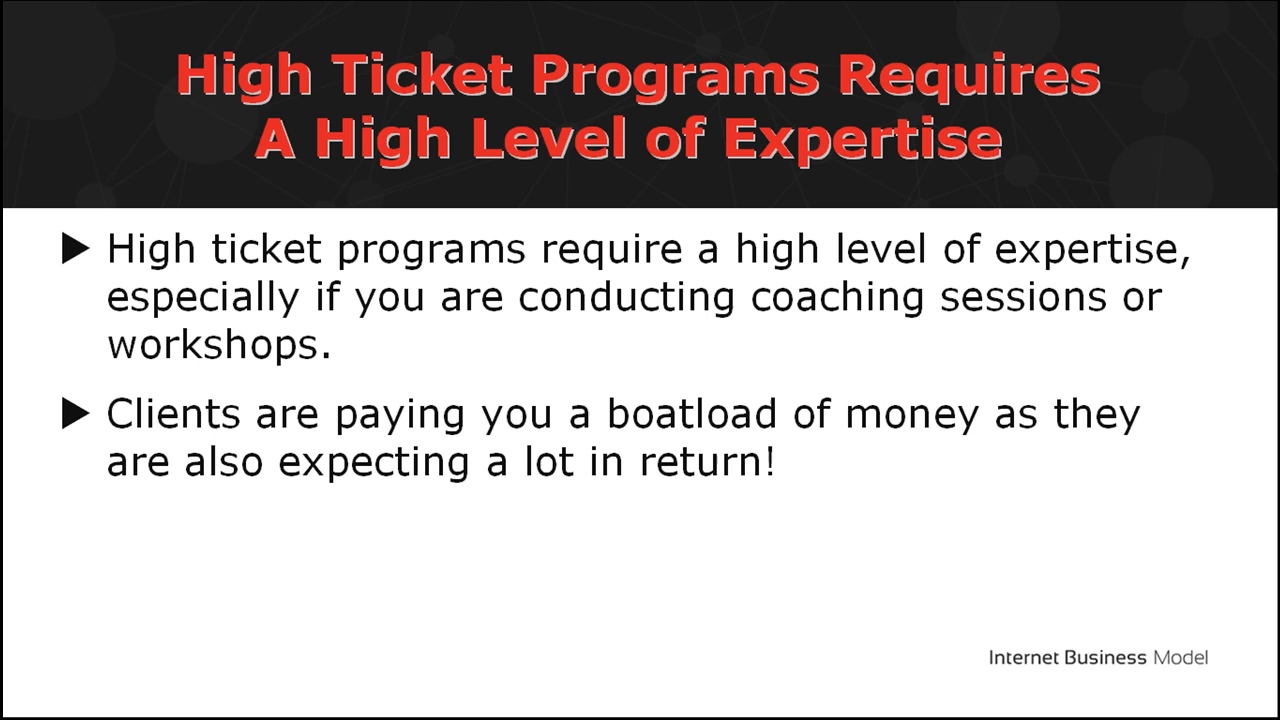 High Ticket Programs Requires
A High Level of Expertise
High ticket programs require a high level of expertise,
especially if you are conducting coaching sessions or
workshops.
Clients are paying you a boatload of money as they
are also expecting a lot in return!
Internet Business Model